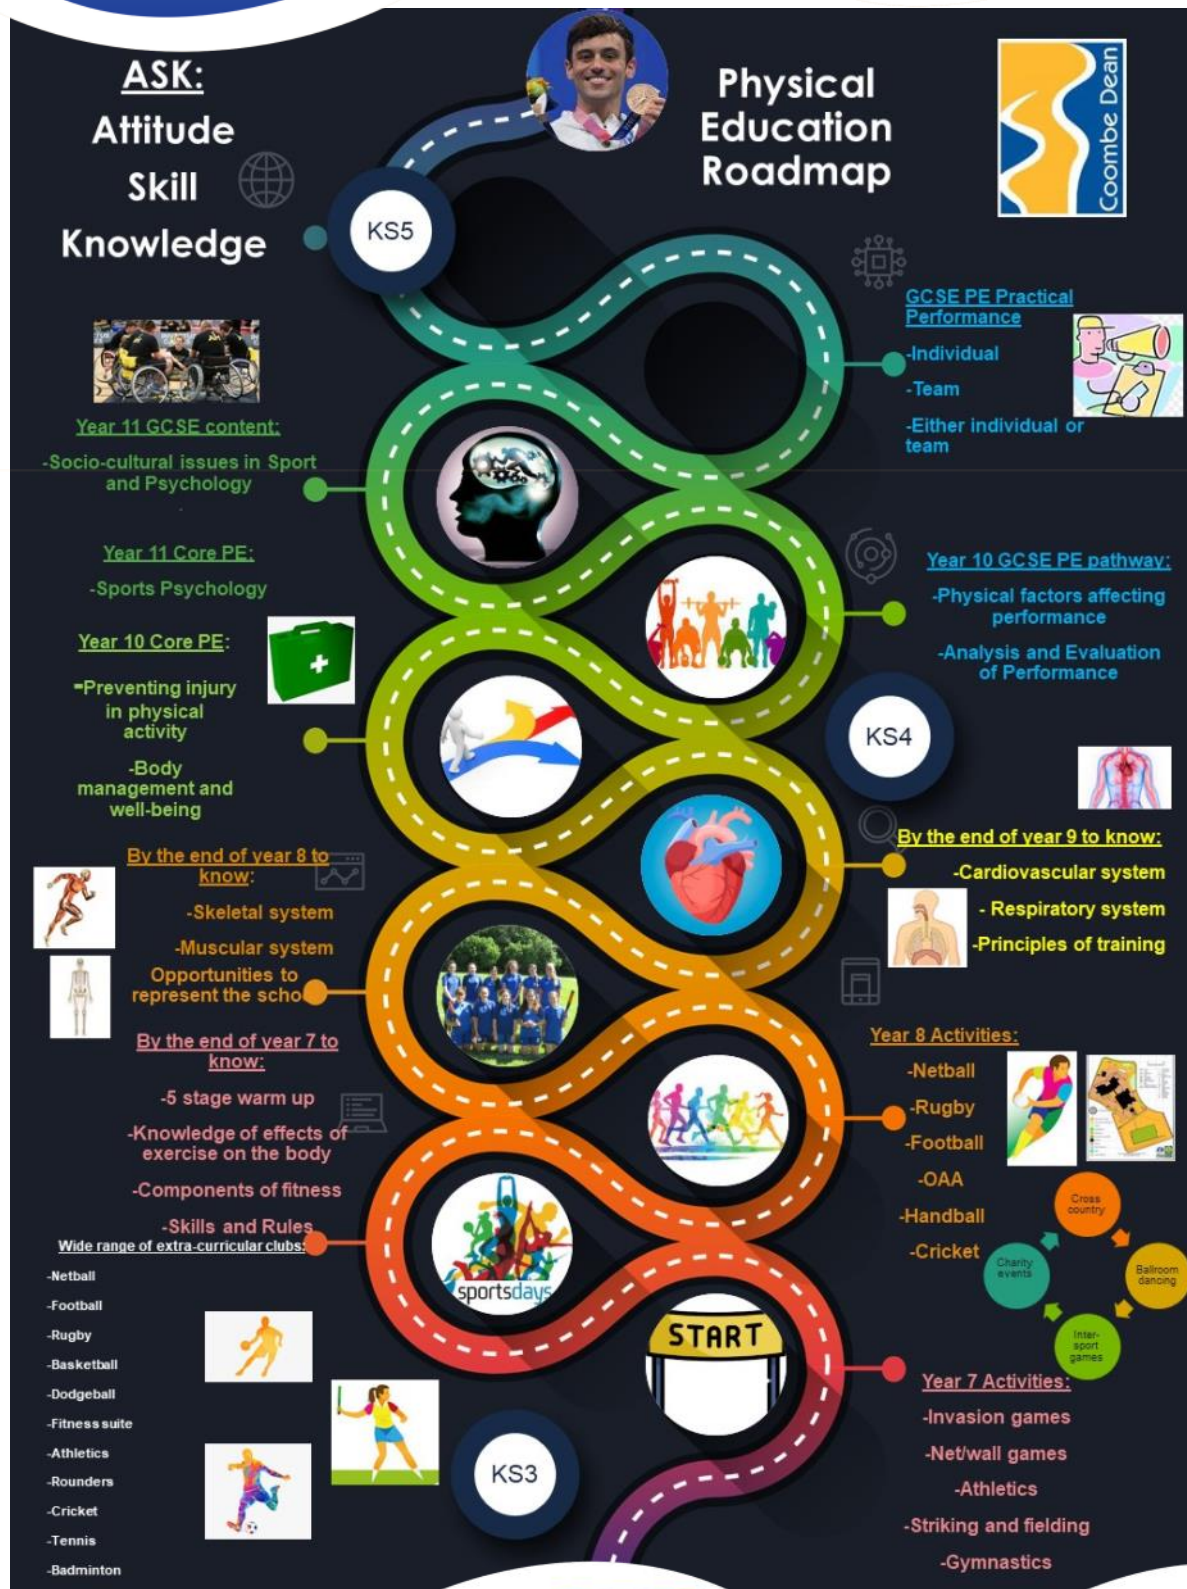 ASK:
Attitude
Skill
Knowledge
Physical
Education
Roadmap
Coombe Dean
KS5
GCSE PE Practical
Performance
-Individual
-Team
-Either individual or
team
Year 11 GCSE content:
-Socio-cultural issues in Sport
and Psychology
Year 11 Core PE:
-Sports Psychology
Year 10 GCSE PE pathway:
-Physical factors affecting
performance
-Analysis and Evaluation
of Performance
Year 10 Core PE:
-Preventing injury
in physical
activity
-Body
management and
well-being
KS4
By the end of year 9 to know:
-Cardiovascular system
- Respiratory system
-Principles of training
By the end of year 8 to
know:
-Skeletal system
-Muscular system
Opportunities to
represent the schoo
By the end of year 7 to
know:
-5 stage warm up
-Knowledge of effects of
exercise on the body
-Components of fitness
-Skills and Rules
Year 8 Activities:
-Netball
-Rugby
-Football
-OAA
-Handball
-Cricket
Cross
country
Ballroom
dancing
Inter-
sport
games
Charity
events
sportsdays
START
Wide range of extra-curricular clubs:
-Netball
-Football
-Rugby
-Basketball
-Dodgeball
-Fitness suite
-Athletics
-Rounders
-Cricket
-Tennis
-Badminton
KS3
Year 7 Activities:
-Invasion games
-Net/wall games
-Athletics
-Striking and fielding
-Gymnastics